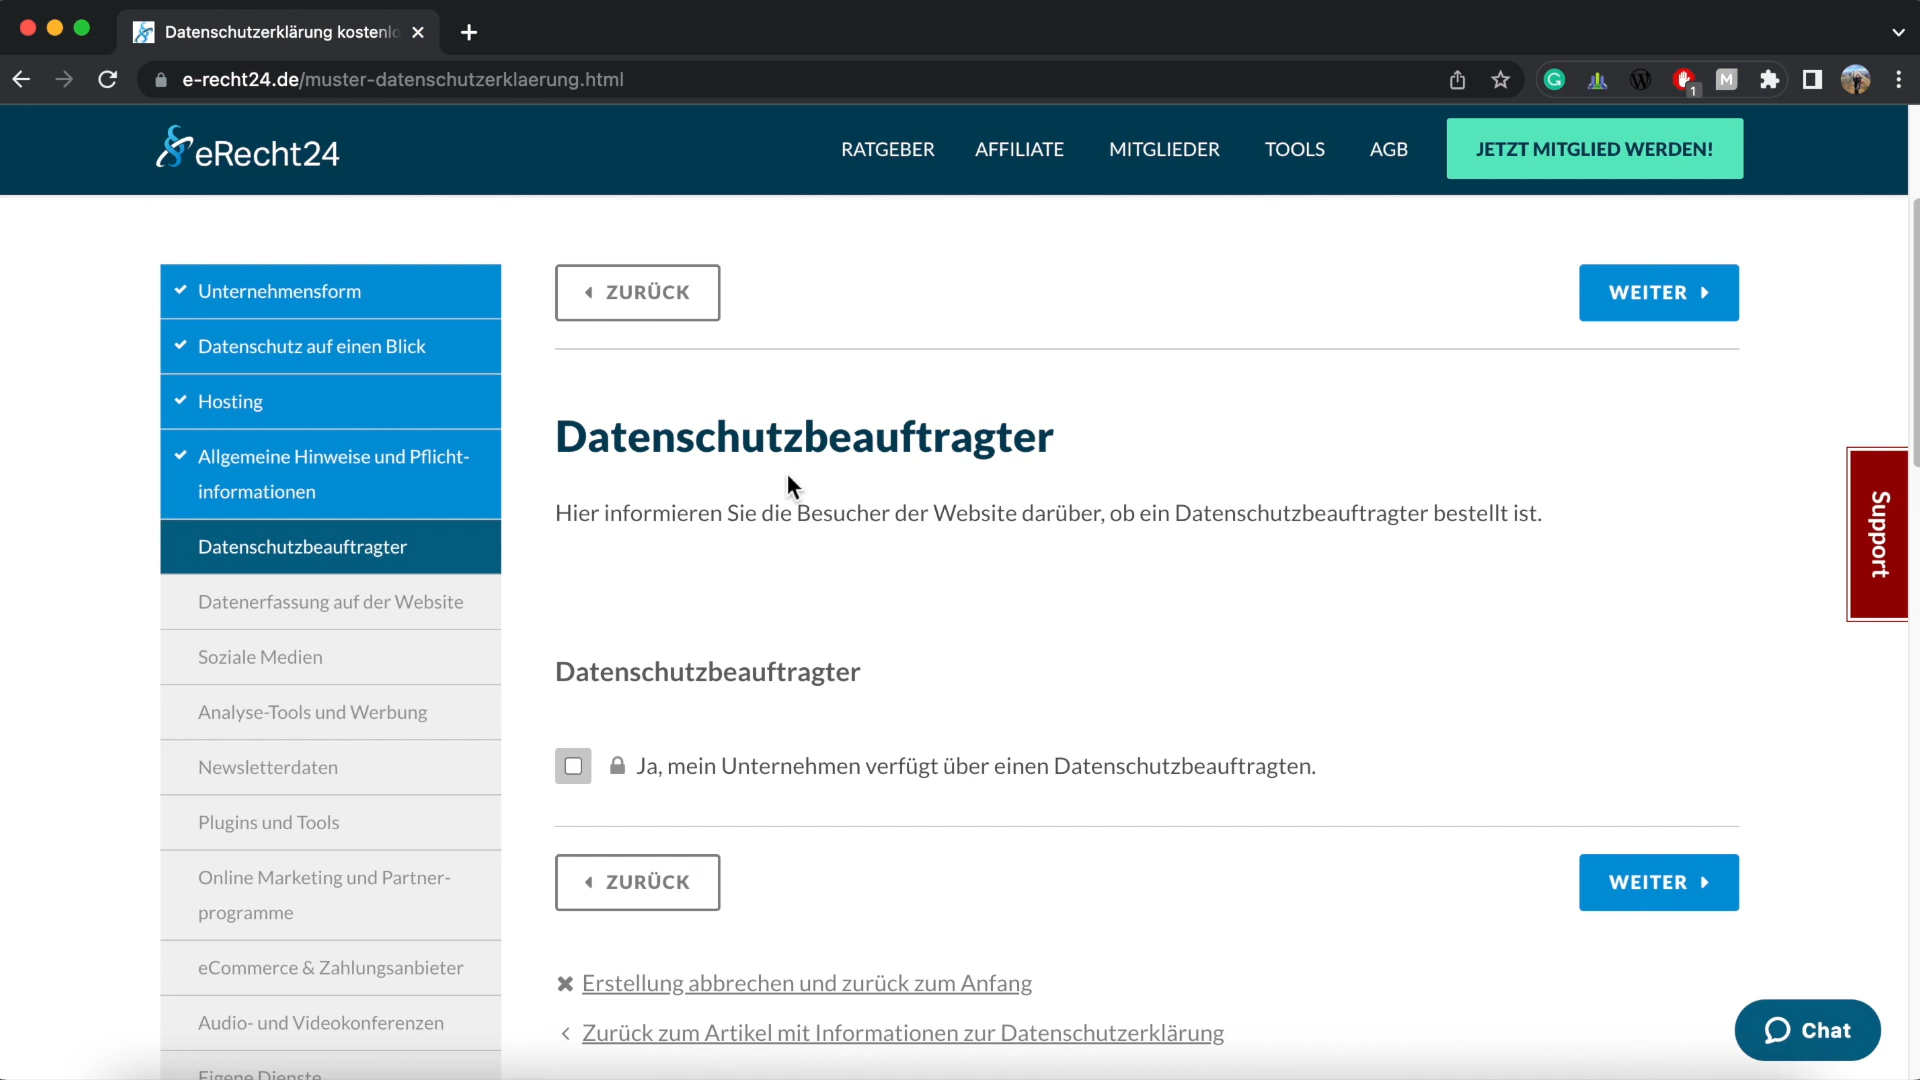 Datenschutzerklärung kostenlo
e-recht24.de/muster-datenschutzerklaerung.html
1
eRecht24
RATGEBER AFFILIATE MITGLIEDER TOOLS AGB JETZT MITGLIED WERDEN!
Unternehmensform
Datenschutz auf einen Blick
Hosting
Allgemeine Hinweise und Pflicht-
informationen
Datenschutzbeauftragter
Datenerfassung auf der Website
Soziale Medien
Analyse-Tools und Werbung
Newsletterdaten
Plugins und Tools
Online Marketing und Partner-
programme
eCommerce & Zahlungsanbieter
Audio- und Videokonferenzen
Eigene Dienste
ZURÜCK
WEITER
Datenschutzbeauftragter
Hier informieren Sie die Besucher der Website darüber, ob ein Datenschutzbeauftragter bestellt ist.
Datenschutzbeauftragter
Ja, mein Unternehmen verfügt über einen Datenschutzbeauftragten.
ZURÜCK
WEITER
Erstellung abbrechen und zurück zum Anfang
Zurück zum Artikel mit Informationen zur Datenschutzerklärung
Support
Chat